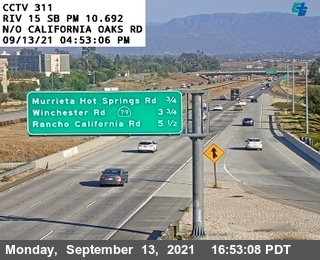 CCTV 311
RIV 15 SB PM 10.692
N/O CALIFORNIA OAKS RD
09/13/21 04:53:06 PM
Murrieta Hot Springs Rd 3/4
Winchester Rd 79 3 3/4
Rancho California Rd 5 1/2
Monday, September 13, 2021 16:53:08 PDT